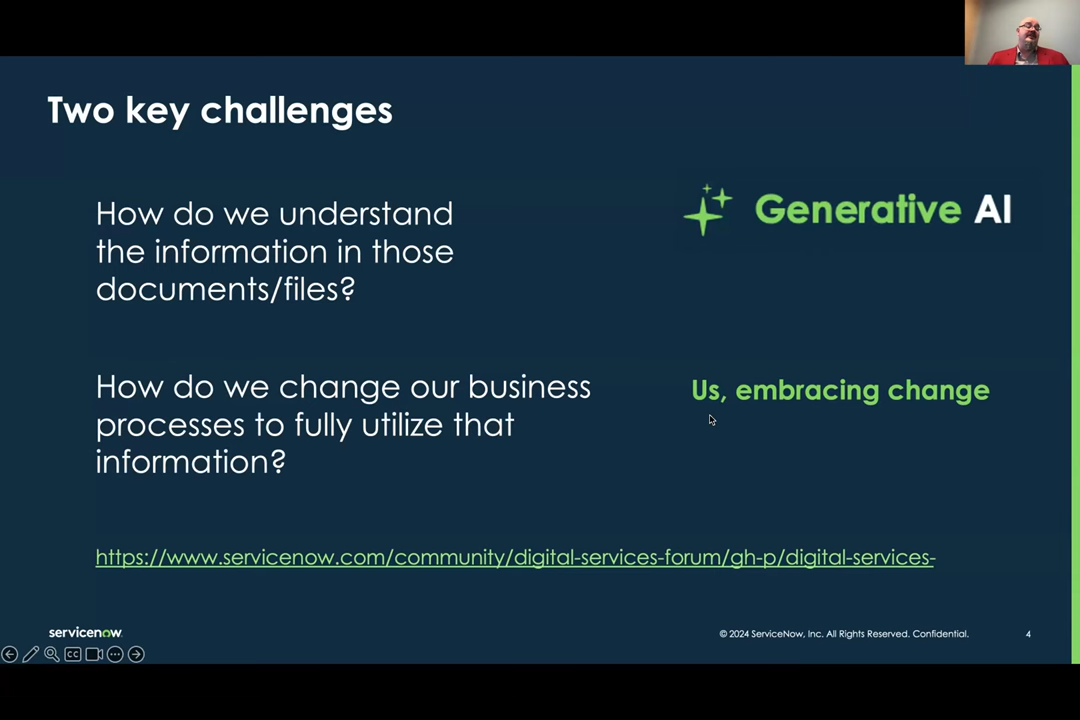 Two key challenges
How do we understand
the information in those
documents/files?
Generative AI
How do we change our business
processes to fully utilize that
information?
Us, embracing change
https://www.servicenow.com/community/digital-services-forum/gh-p/digital-services-
servicenow.
© 2024 ServiceNow, Inc. All Rights Reserved. Confidential.
4
CC